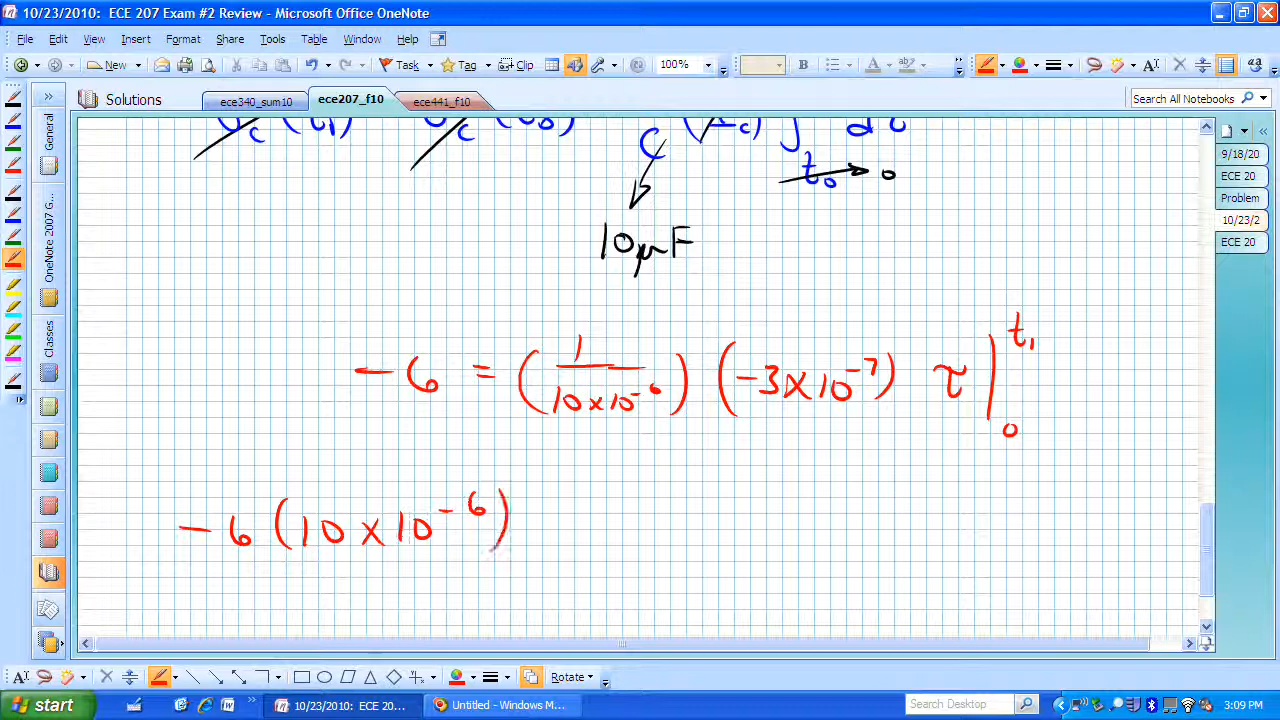 10/23/2010: ECE 207 Exam #2 Review - Microsoft Office OneNote
File Edit View Insert Format Share Tools Table Window Help
New Task Tag Clip 100% B A A A
Solutions ece340_sum10 ece207_f10 ece441_f10 Search All Notebooks
General
OneNote 2007 G...
Classes
9/18/20
ECE 20
Problem
10/23/2
ECE 20
C t₀ → 0
10μF
-6 = (1/(10×10⁻⁶)) (-3×10⁻⁷) τ |₀^t₁
-6 (10×10⁻⁶)
A Rotate
start 10/23/2010: ECE 20... Untitled - Windows M... Search Desktop 3:09 PM